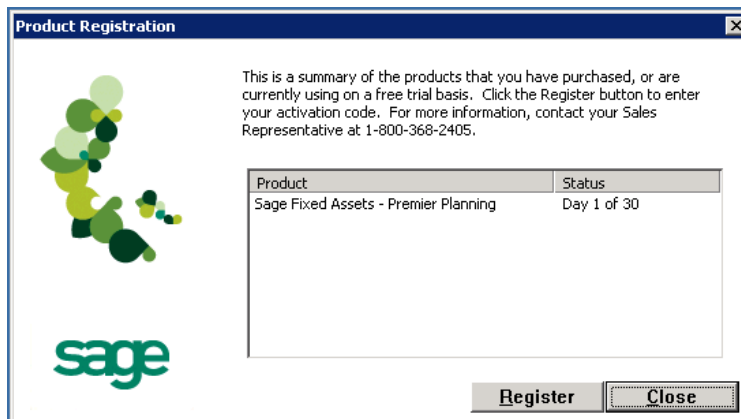 Product Registration
This is a summary of the products that you have purchased, or are
currently using on a free trial basis. Click the Register button to enter
your activation code. For more information, contact your Sales
Representative at 1-800-368-2405.
Product Status
Sage Fixed Assets - Premier Planning Day 1 of 30
sage
Register Close